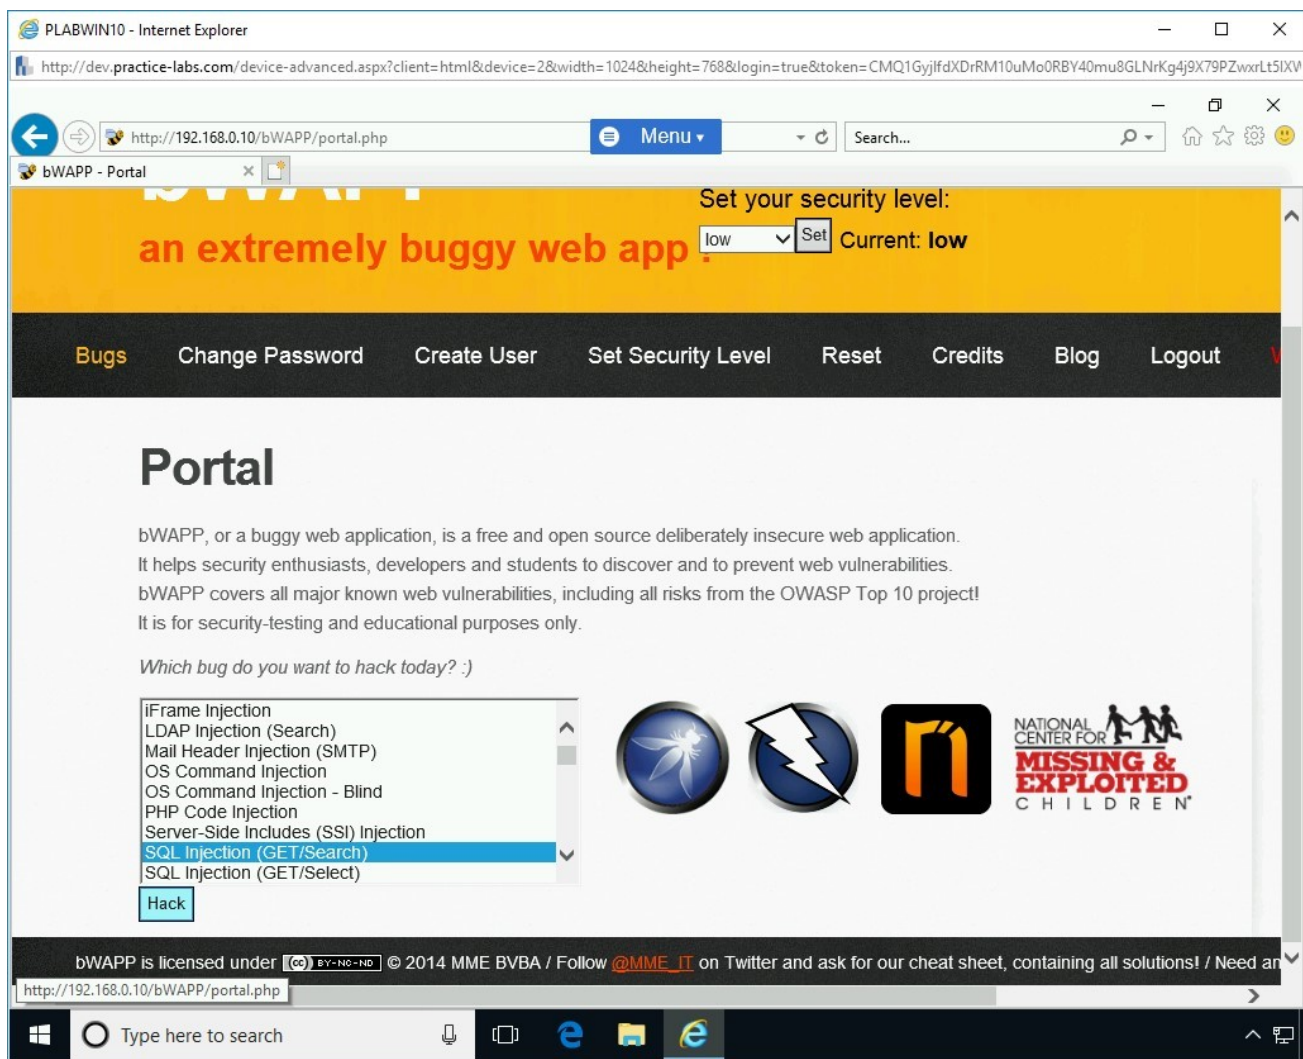 PLABWIN10 - Internet Explorer
http://dev.practice-labs.com/device-advanced.aspx?client=html&device=2&width=1024&height=768&login=true&token=CMQ1GyjIfdXDrRM10uMo0RBY40mu8GLNrKg4j9X79PZwxrLt5IXW
http://192.168.0.10/bWAPP/portal.php
Menu
Search...
bWAPP - Portal
bWAPP
Set your security level:
an extremely buggy web app !
low
Set
Current: low
Bugs Change Password Create User Set Security Level Reset Credits Blog Logout
Portal
bWAPP, or a buggy web application, is a free and open source deliberately insecure web application.
It helps security enthusiasts, developers and students to discover and to prevent web vulnerabilities.
bWAPP covers all major known web vulnerabilities, including all risks from the OWASP Top 10 project!
It is for security-testing and educational purposes only.
Which bug do you want to hack today? :)
iFrame Injection
LDAP Injection (Search)
Mail Header Injection (SMTP)
OS Command Injection
OS Command Injection - Blind
PHP Code Injection
Server-Side Includes (SSI) Injection
SQL Injection (GET/Search)
SQL Injection (GET/Select)
Hack
NATIONAL
CENTER FOR
MISSING &
EXPLOITED
CHILDREN
bWAPP is licensed under (cc) BY-NC-ND © 2014 MME BVBA / Follow @MME_IT on Twitter and ask for our cheat sheet, containing all solutions! / Need an
http://192.168.0.10/bWAPP/portal.php
Type here to search